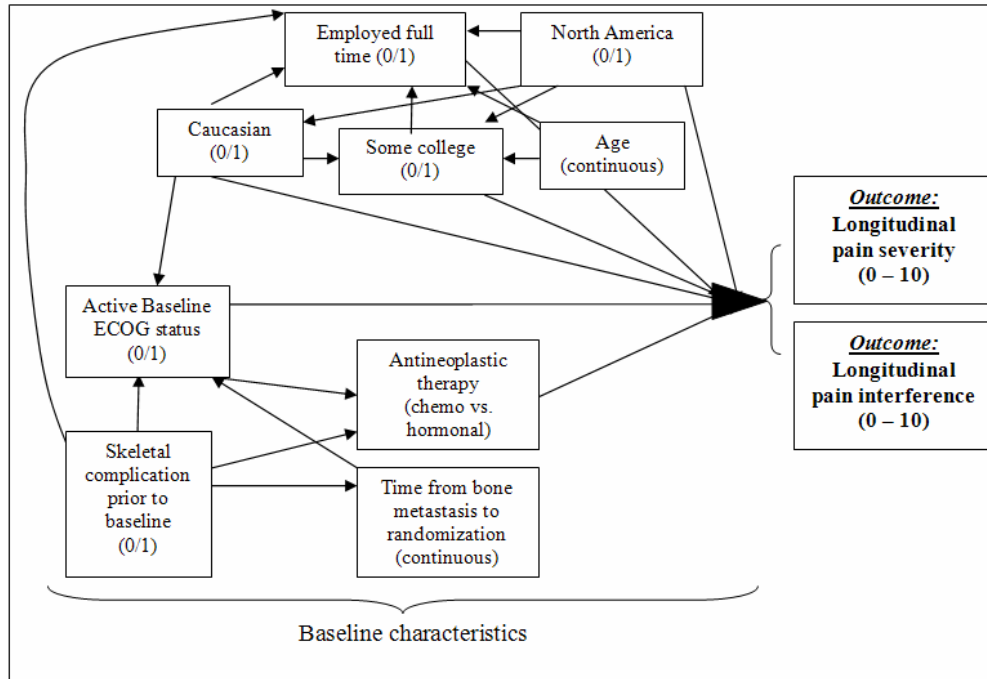 Employed full
time (0/1)
North America
(0/1)
Caucasian
(0/1)
Some college
(0/1)
Age
(continuous)
Outcome:
Longitudinal
pain severity
(0 – 10)
Active Baseline
ECOG status
(0/1)
Antineoplastic
therapy
(chemo vs.
hormonal)
Outcome:
Longitudinal
pain interference
(0 – 10)
Skeletal
complication
prior to
baseline
(0/1)
Time from bone
metastasis to
randomization
(continuous)
Baseline characteristics